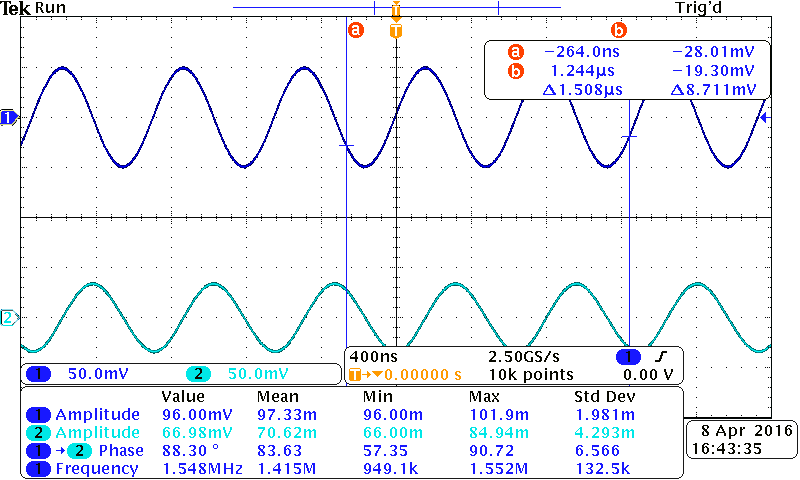 Tek Run Trig'd
a b
T
a −264.0ns −28.01mV
b 1.244µs −19.30mV
Δ1.508µs Δ8.711mV
1
2
1 50.0mV 2 50.0mV
400ns 2.50GS/s 1
T→▼0.00000 s 10k points 0.00 V
Value Mean Min Max Std Dev
1 Amplitude 96.00mV 97.33m 96.00m 101.9m 1.981m
2 Amplitude 66.98mV 70.62m 66.00m 84.94m 4.293m
1 → 2 Phase 88.30 ° 83.63 57.35 90.72 6.566
1 Frequency 1.548MHz 1.415M 949.1k 1.552M 132.5k
8 Apr 2016
16:43:35